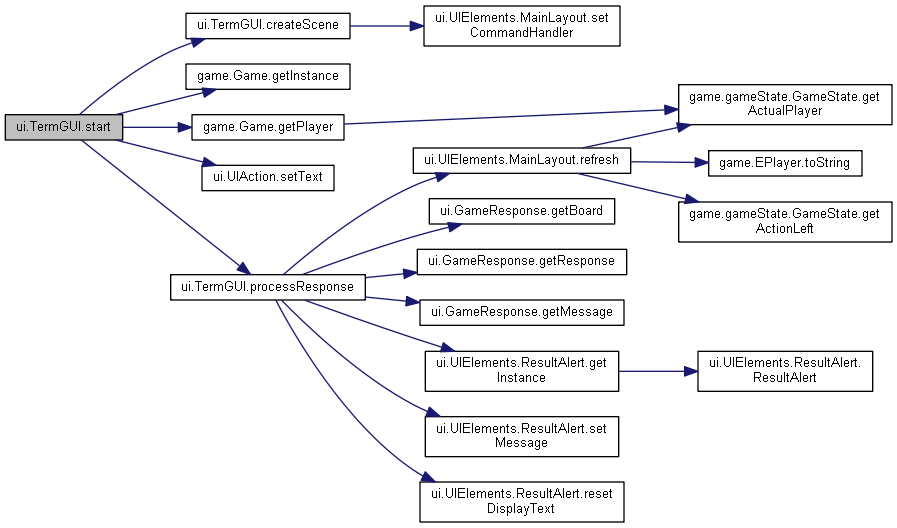 ui.TermGUI.start
ui.TermGUI.createScene
ui.UIElements.MainLayout.set
CommandHandler
game.Game.getInstance
game.Game.getPlayer
game.gameState.GameState.get
ActualPlayer
ui.UIAction.setText
ui.UIElements.MainLayout.refresh
game.EPlayer.toString
game.gameState.GameState.get
ActionLeft
ui.TermGUI.processResponse
ui.GameResponse.getBoard
ui.GameResponse.getResponse
ui.GameResponse.getMessage
ui.UIElements.ResultAlert.get
Instance
ui.UIElements.ResultAlert.
ResultAlert
ui.UIElements.ResultAlert.set
Message
ui.UIElements.ResultAlert.reset
DisplayText